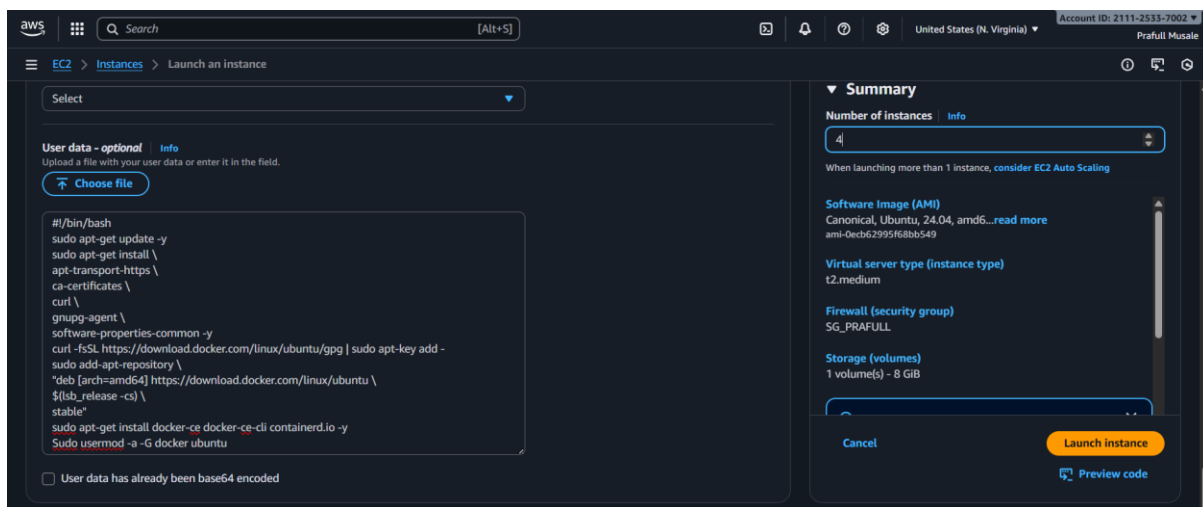 aws
Search
[Alt+S]
United States (N. Virginia)
Account ID: 2111-2533-7002
Prafull Musale
EC2 > Instances > Launch an instance
Select
User data - optional | Info
Upload a file with your user data or enter it in the field.
Choose file
#!/bin/bash
sudo apt-get update -y
sudo apt-get install \
apt-transport-https \
ca-certificates \
curl \
gnupg-agent \
software-properties-common -y
curl -fsSL https://download.docker.com/linux/ubuntu/gpg | sudo apt-key add -
sudo add-apt-repository \
"deb [arch=amd64] https://download.docker.com/linux/ubuntu \
$(lsb_release -cs) \
stable"
sudo apt-get install docker-ce docker-ce-cli containerd.io -y
Sudo usermod -a -G docker ubuntu
User data has already been base64 encoded
Summary
Number of instances | Info
4
When launching more than 1 instance, consider EC2 Auto Scaling
Software Image (AMI)
Canonical, Ubuntu, 24.04, amd6...read more
ami-0ecb62995f68bb549
Virtual server type (instance type)
t2.medium
Firewall (security group)
SG_PRAFULL
Storage (volumes)
1 volume(s) - 8 GiB
Cancel
Launch instance
Preview code